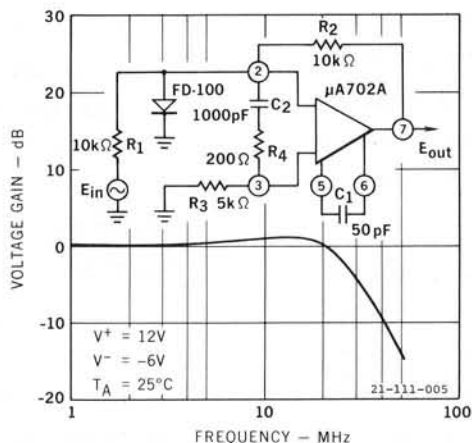 VOLTAGE GAIN – dB
30
20
10
0
-10
-20
R2
10kΩ
2
7
FD-100
C2
1000pF
μA702A
Eout
10kΩ
R1
200Ω
R4
Ein
3
R3
5kΩ
5
C1
6
50pF
V+ = 12V
V− = -6V
TA = 25°C
21-111-005
1
10
100
FREQUENCY – MHz